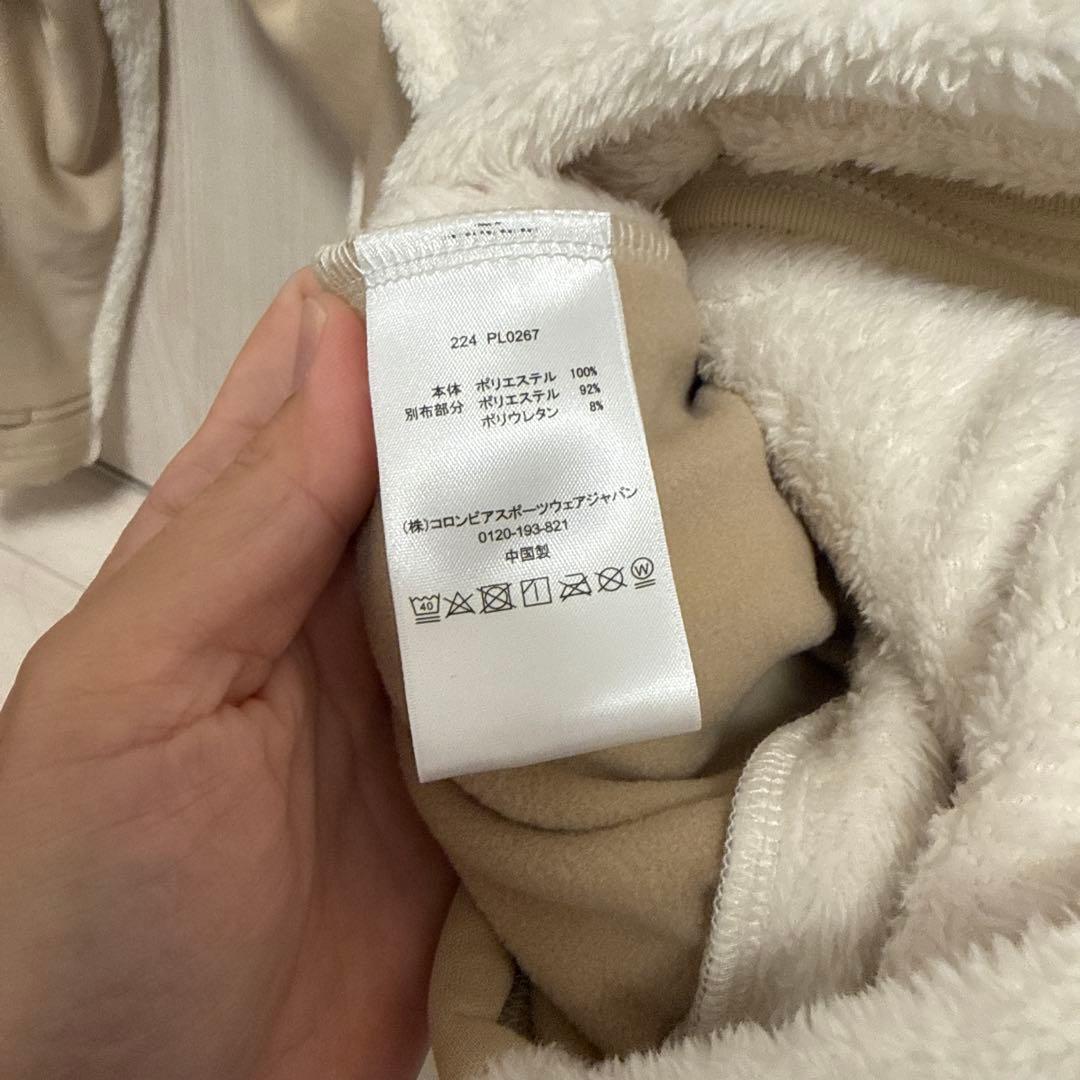 224 PL0267
本体 ポリエステル 100%
別布部分 ポリエステル 92%
ポリウレタン 8%
(株)コロンビアスポーツウェアジャパン
0120-193-821
中国製
40
W